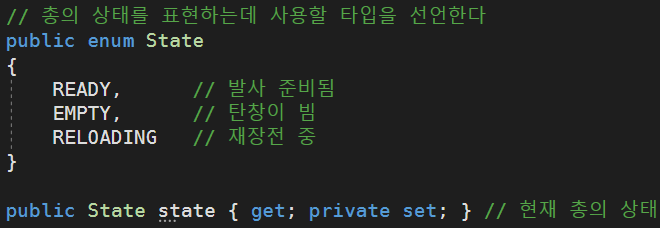 // 총의 상태를 표현하는데 사용할 타입을 선언한다
public enum State
{
    READY,      // 발사 준비됨
    EMPTY,      // 탄창이 빔
    RELOADING   // 재장전 중
}
public State state { get; private set; } // 현재 총의 상태